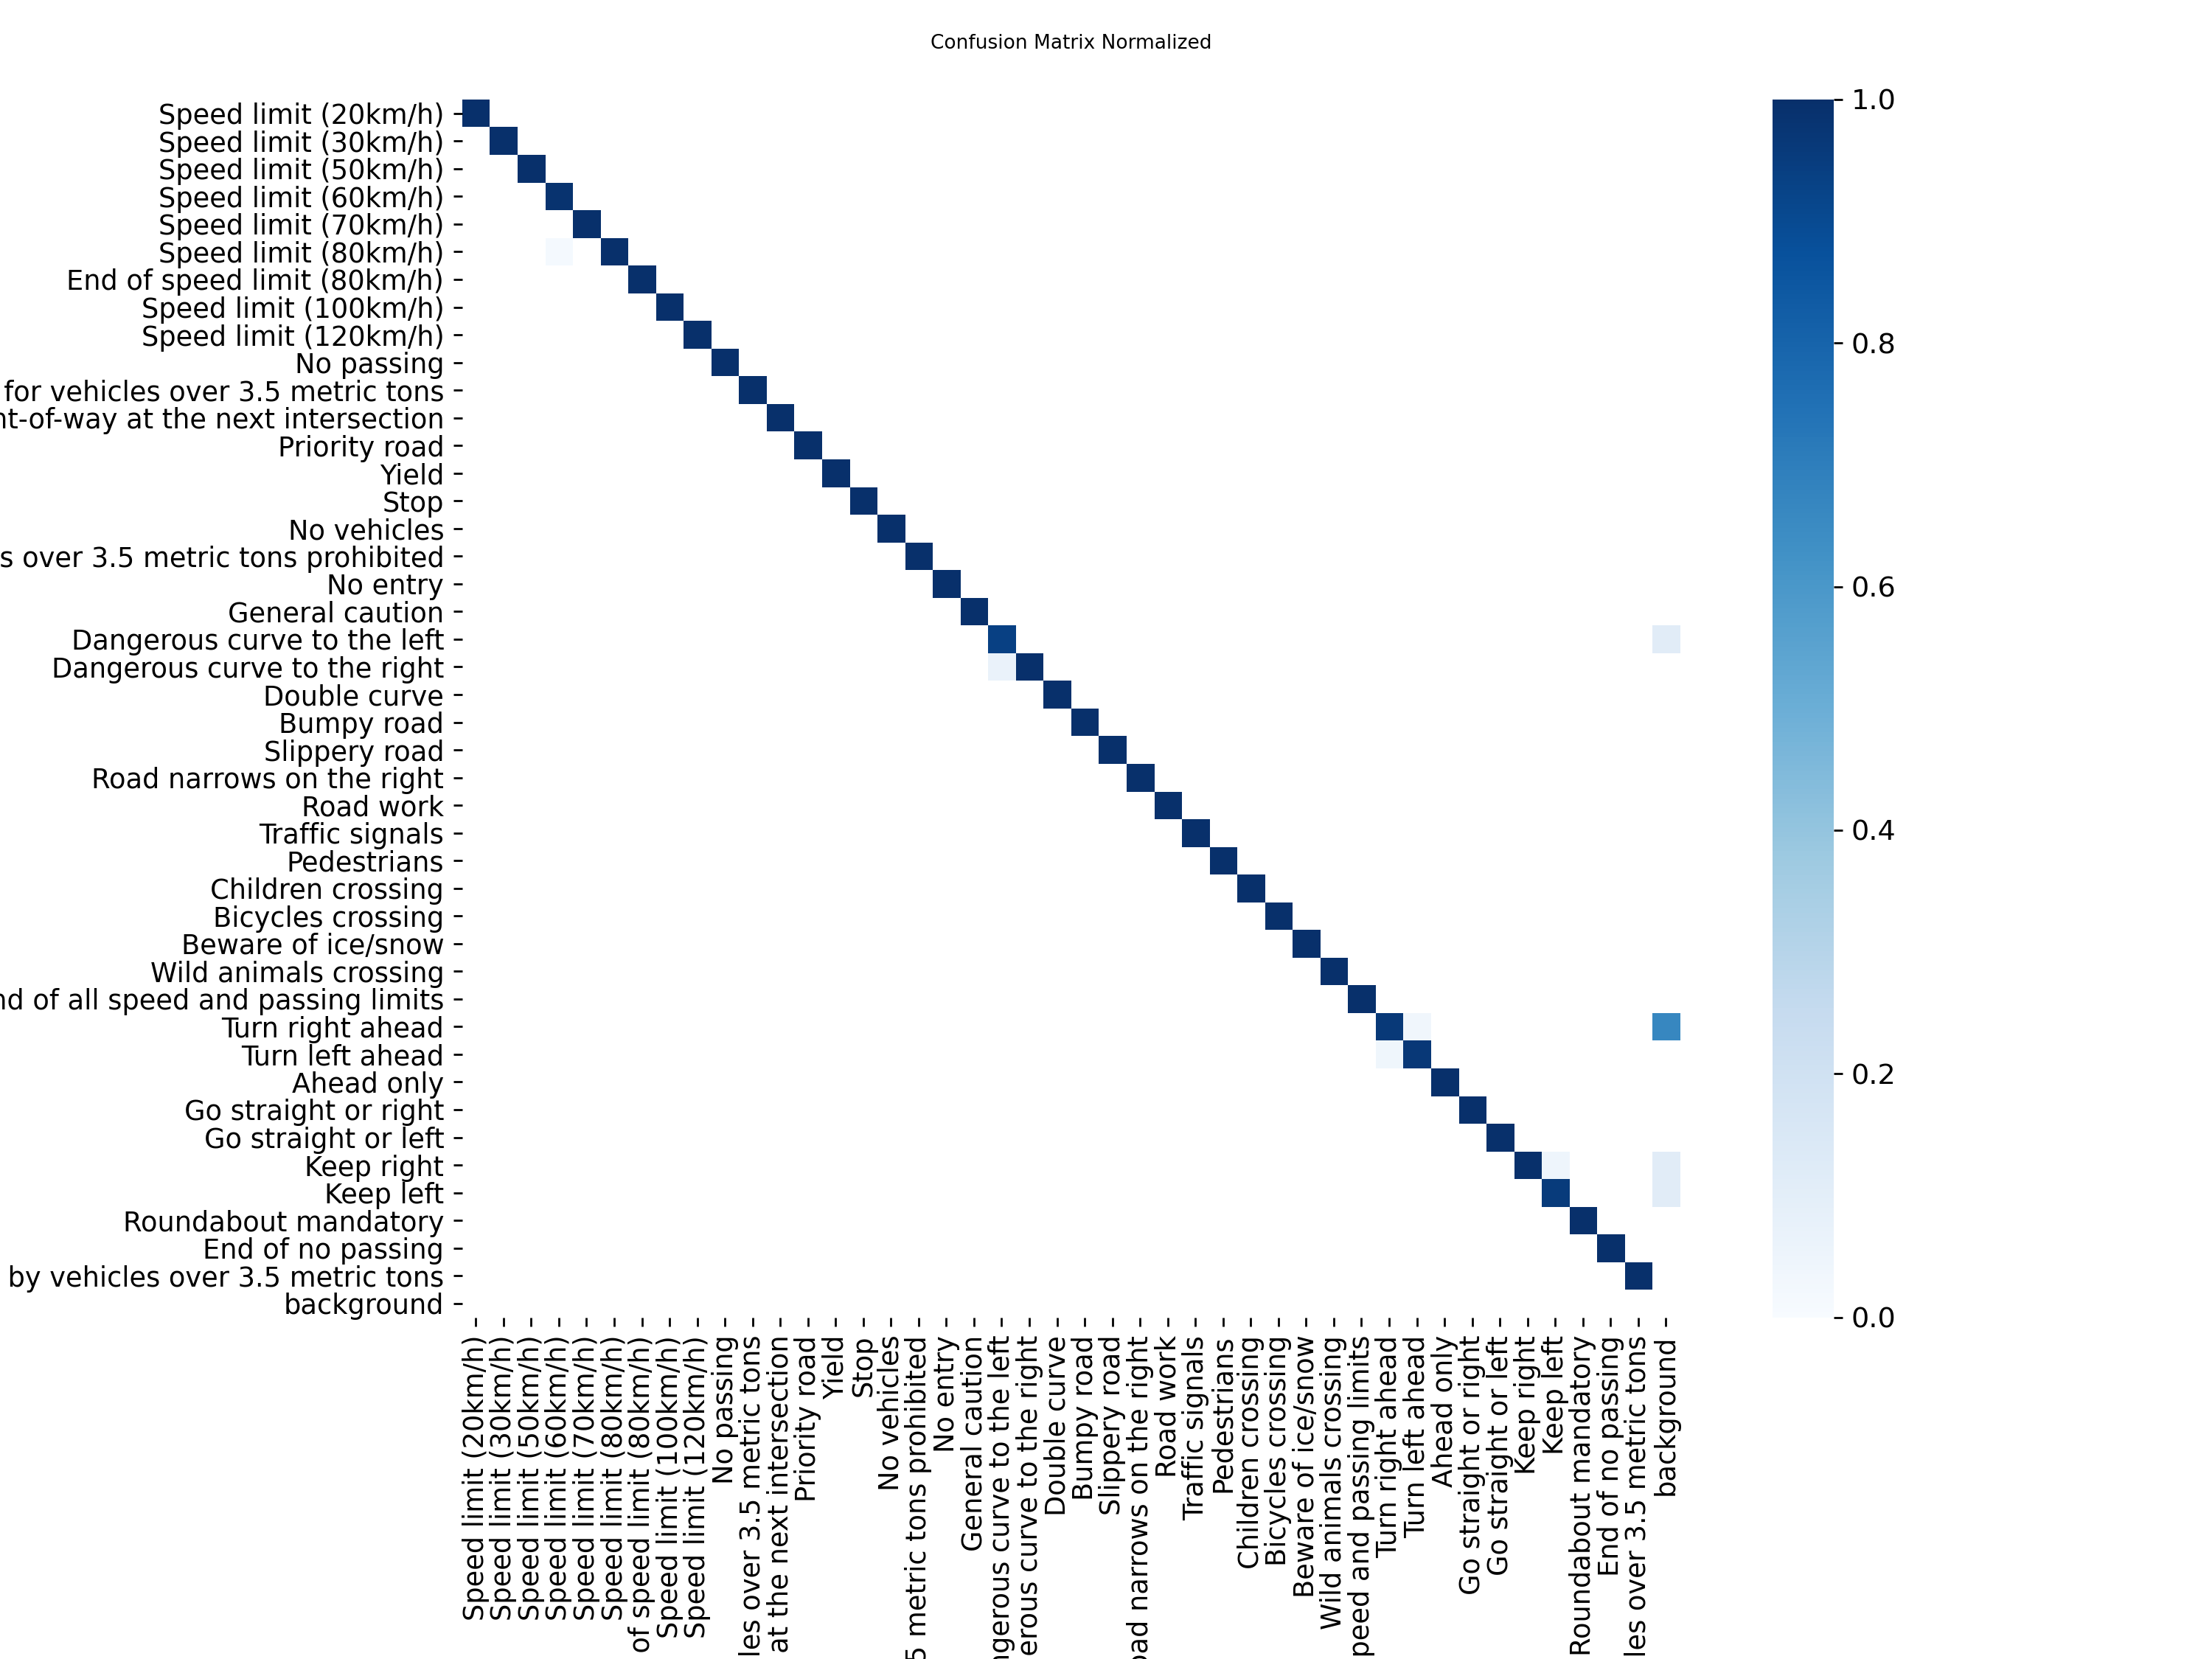 Confusion Matrix Normalized
Speed limit (20km/h)
Speed limit (30km/h)
Speed limit (50km/h)
Speed limit (60km/h)
Speed limit (70km/h)
Speed limit (80km/h)
End of speed limit (80km/h)
Speed limit (100km/h)
Speed limit (120km/h)
No passing
for vehicles over 3.5 metric tons
ht-of-way at the next intersection
Priority road
Yield
Stop
No vehicles
s over 3.5 metric tons prohibited
No entry
General caution
Dangerous curve to the left
Dangerous curve to the right
Double curve
Bumpy road
Slippery road
Road narrows on the right
Road work
Traffic signals
Pedestrians
Children crossing
Bicycles crossing
Beware of ice/snow
Wild animals crossing
nd of all speed and passing limits
Turn right ahead
Turn left ahead
Ahead only
Go straight or right
Go straight or left
Keep right
Keep left
Roundabout mandatory
End of no passing
by vehicles over 3.5 metric tons
background
Speed limit (20km/h)
Speed limit (30km/h)
Speed limit (50km/h)
Speed limit (60km/h)
Speed limit (70km/h)
Speed limit (80km/h)
of speed limit (80km/h)
Speed limit (100km/h)
Speed limit (120km/h)
No passing
les over 3.5 metric tons
at the next intersection
Priority road
Yield
Stop
No vehicles
5 metric tons prohibited
No entry
General caution
ngerous curve to the left
erous curve to the right
Double curve
Bumpy road
Slippery road
oad narrows on the right
Road work
Traffic signals
Pedestrians
Children crossing
Bicycles crossing
Beware of ice/snow
Wild animals crossing
peed and passing limits
Turn right ahead
Turn left ahead
Ahead only
Go straight or right
Go straight or left
Keep right
Keep left
Roundabout mandatory
End of no passing
les over 3.5 metric tons
background
1.0
0.8
0.6
0.4
0.2
0.0